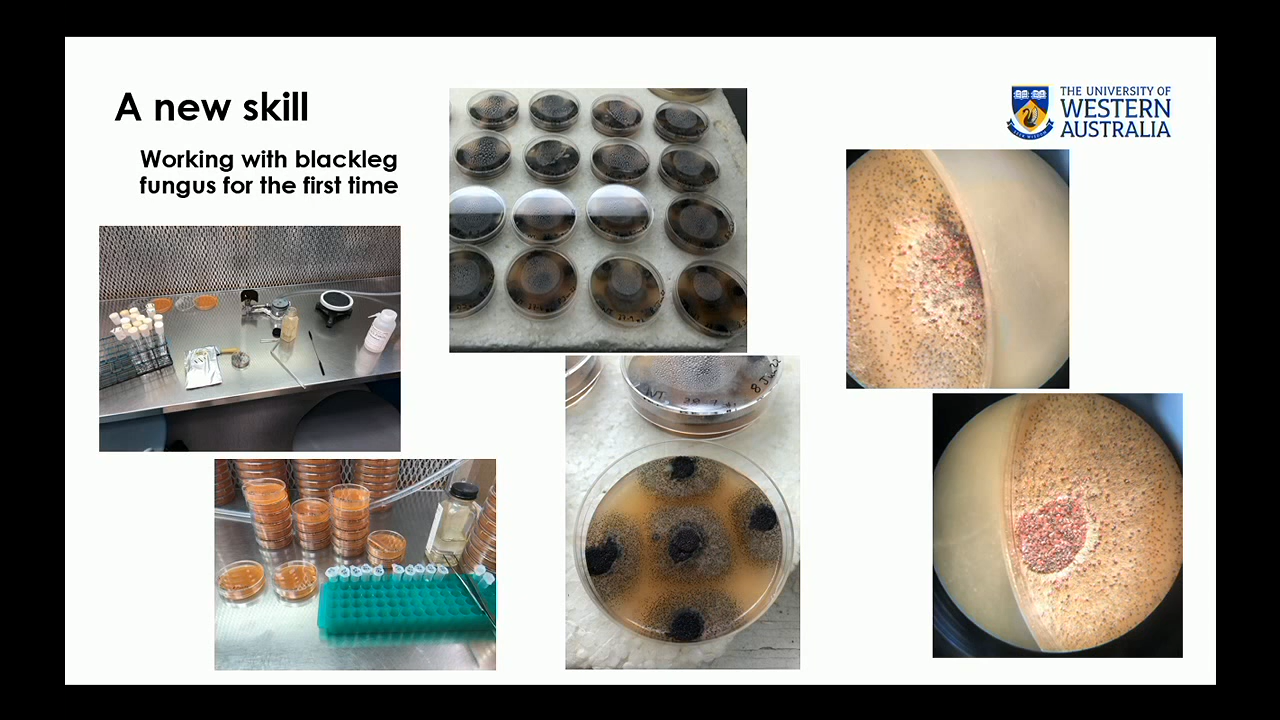 A new skill
Working with blackleg
fungus for the first time
THE UNIVERSITY OF
WESTERN
AUSTRALIA